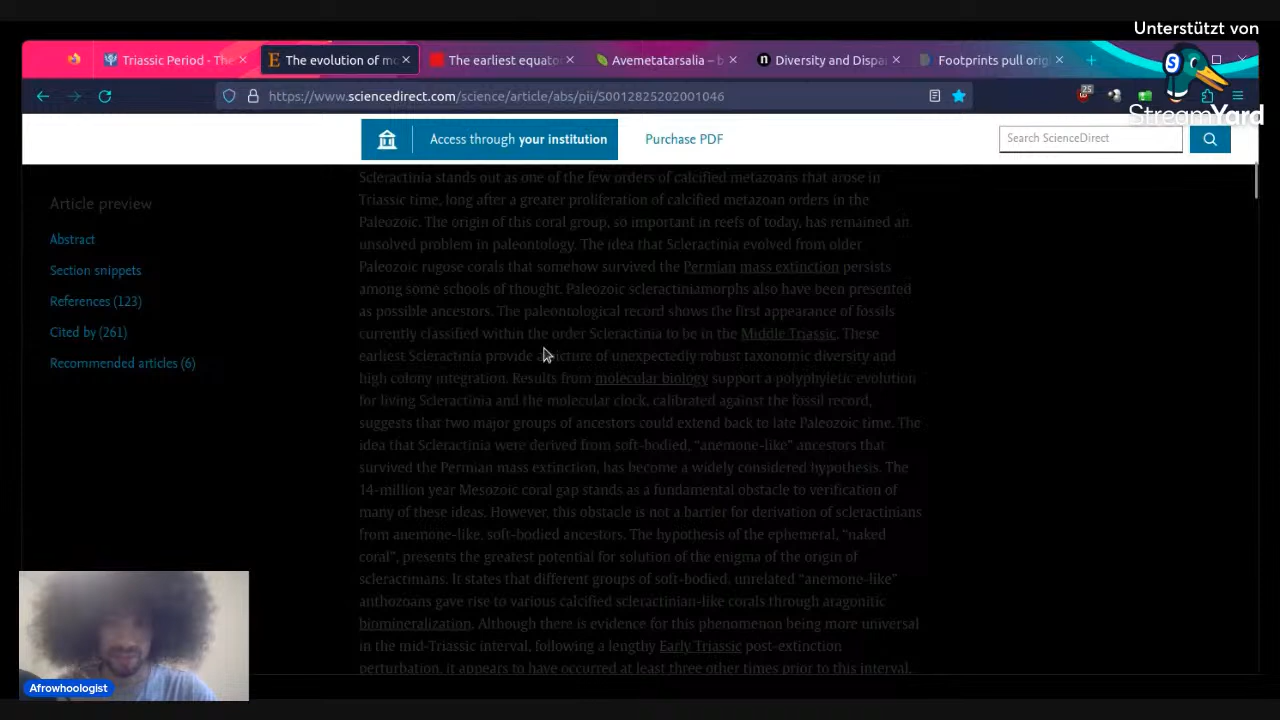 Unterstützt von
StreamYard
Triassic Period - The
The evolution of mo
The earliest equato
Avemetatarsalia – b
Diversity and Dispa
Footprints pull orig
25
https://www.sciencedirect.com/science/article/abs/pii/S0012825202001046
Access through your institution
Purchase PDF
Search ScienceDirect
Article preview
Abstract
Section snippets
References (123)
Cited by (261)
Recommended articles (6)
Scleractinia stands out as one of the few orders of calcified metazoans that arose in
Triassic time, long after a greater proliferation of calcified metazoan orders in the
Paleozoic. The origin of this coral group, so important in reefs of today, has remained an
unsolved problem in paleontology. The idea that Scleractinia evolved from older
Paleozoic rugose corals that somehow survived the Permian mass extinction persists
among some schools of thought. Paleozoic scleractiniamorphs also have been presented
as possible ancestors. The paleontological record shows the first appearance of fossils
currently classified within the order Scleractinia to be in the Middle Triassic. These
earliest Scleractinia provide a picture of unexpectedly robust taxonomic diversity and
high colony integration. Results from molecular biology support a polyphyletic evolution
for living Scleractinia and the molecular clock, calibrated against the fossil record,
suggests that two major groups of ancestors could extend back to late Paleozoic time. The
idea that Scleractinia were derived from soft-bodied, “anemone-like” ancestors that
survived the Permian mass extinction, has become a widely considered hypothesis. The
14-million year Mesozoic coral gap stands as a fundamental obstacle to verification of
many of these ideas. However, this obstacle is not a barrier for derivation of scleractinians
from anemone-like, soft-bodied ancestors. The hypothesis of the ephemeral, “naked
coral”, presents the greatest potential for solution of the enigma of the origin of
scleractinians. It states that different groups of soft-bodied, unrelated “anemone-like”
anthozoans gave rise to various calcified scleractinian-like corals through aragonitic
biomineralization. Although there is evidence for this phenomenon being more universal
in the mid-Triassic interval, following a lengthy Early Triassic post-extinction
perturbation, it appears to have occurred at least three other times prior to this interval.
Afrowhoologist